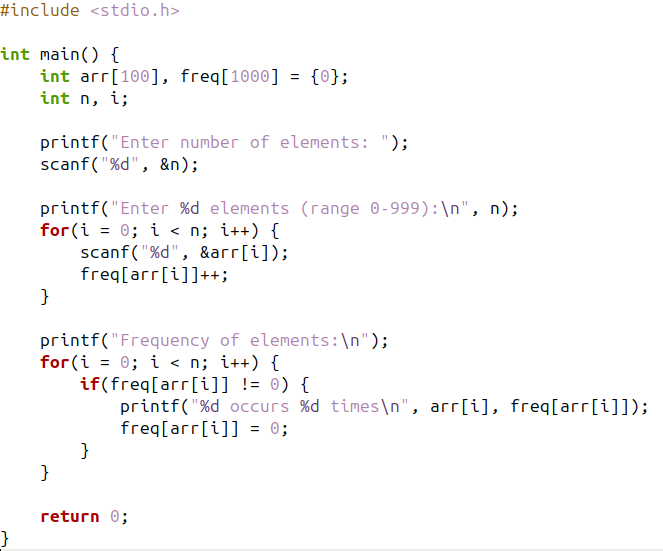 #include <stdio.h>

int main() {
    int arr[100], freq[1000] = {0};
    int n, i;

    printf("Enter number of elements: ");
    scanf("%d", &n);

    printf("Enter %d elements (range 0-999):\n", n);
    for(i = 0; i < n; i++) {
        scanf("%d", &arr[i]);
        freq[arr[i]]++;
    }

    printf("Frequency of elements:\n");
    for(i = 0; i < n; i++) {
        if(freq[arr[i]] != 0) {
            printf("%d occurs %d times\n", arr[i], freq[arr[i]]);
            freq[arr[i]] = 0;
        }
    }

    return 0;
}